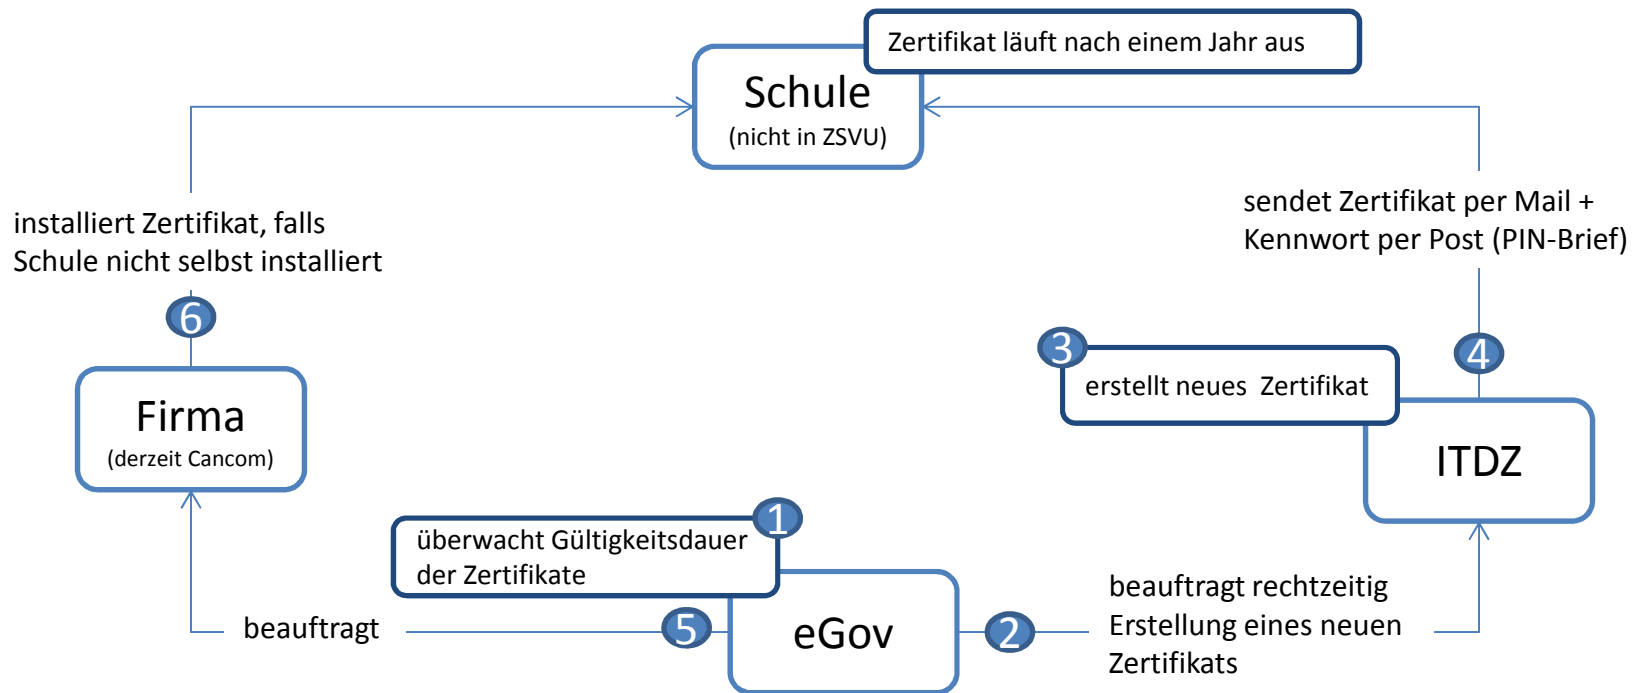 Zertifikat läuft nach einem Jahr aus
Schule
(nicht in ZSVU)
installiert Zertifikat, falls
Schule nicht selbst installiert
sendet Zertifikat per Mail +
Kennwort per Post (PIN-Brief)
6
3
4
erstellt neues Zertifikat
Firma
(derzeit Cancom)
ITDZ
1
überwacht Gültigkeitsdauer
der Zertifikate
beauftragt
5
eGov
2
beauftragt rechtzeitig
Erstellung eines neuen
Zertifikats